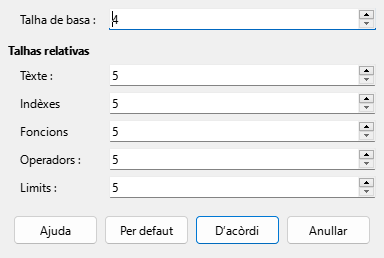 Talha de basa : 4
Talhas relativas
Tèxte : 5
Indèxes 5
Foncions 5
Operadors : 5
Limits : 5
Ajuda Per defaut D'acòrdi Anullar